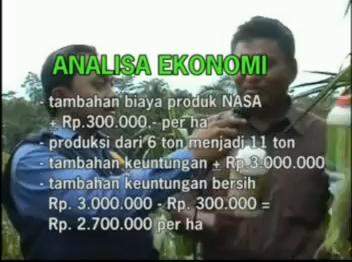 ANALISA EKONOMI
- tambahan biaya produk NASA
+ Rp.300.000,- per ha
- produksi dari 6 ton menjadi 11 ton
- tambahan keuntungan ± Rp.3.000.000
- tambahan keuntungan bersih
Rp. 3.000.000 - Rp. 300.000 =
Rp. 2.700.000 per ha